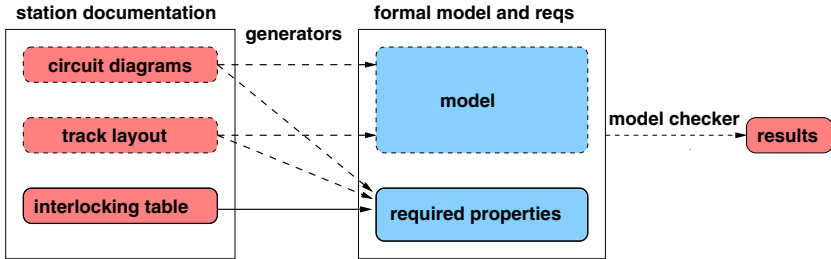 station documentation
formal model and reqs
generators
circuit diagrams
model
track layout
model checker
results
interlocking table
required properties